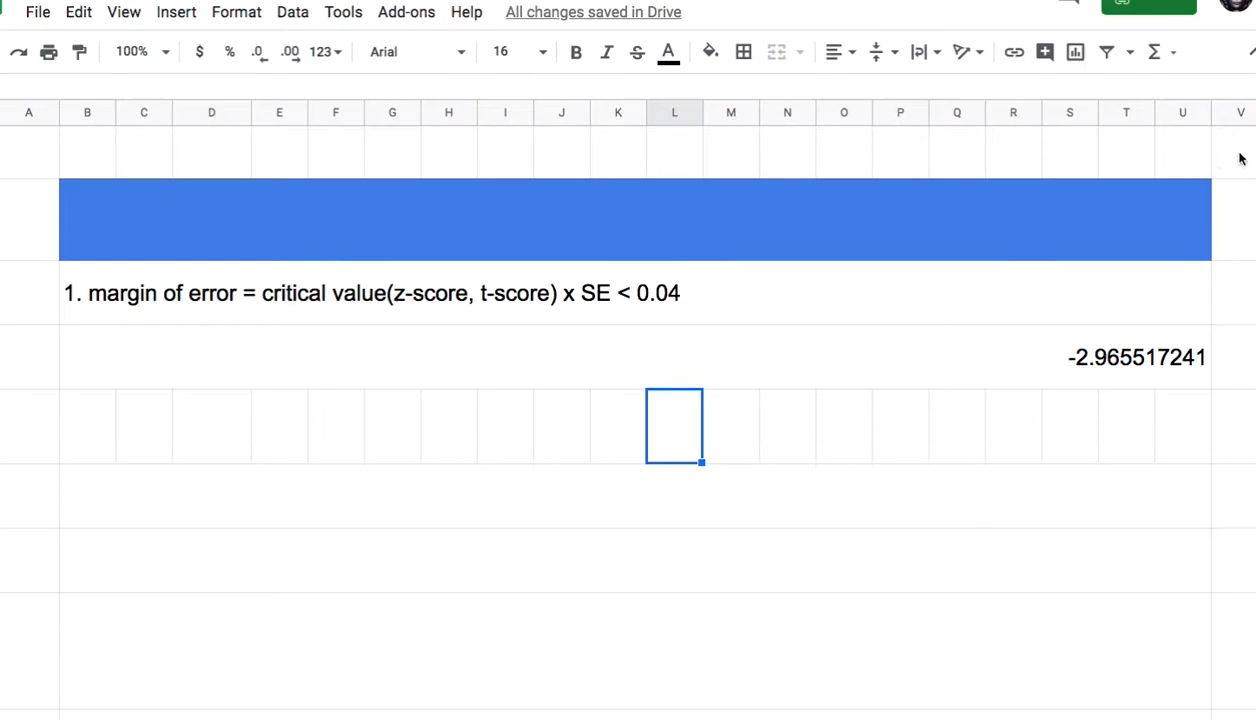 File Edit View Insert Format Data Tools Add-ons Help All changes saved in Drive
100% $ % .0 .00 123 Arial 16 B I S A Σ
A B C D E F G H I J K L M N O P Q R S T U V
1. margin of error = critical value(z-score, t-score) x SE < 0.04
-2.965517241